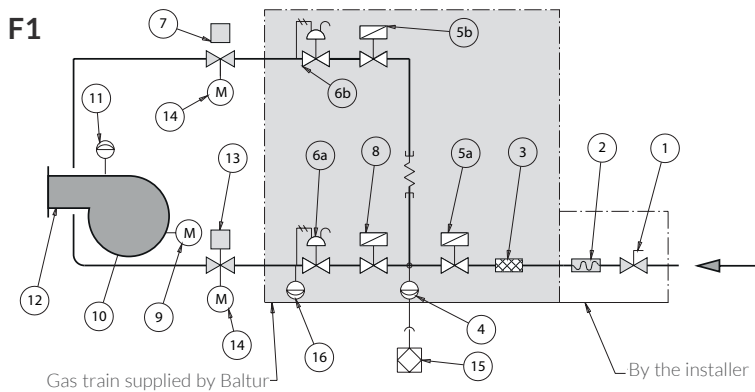 F1
7
5b
11
14
M
6b
13
6a
8
5a
3
2
1
M
12
10
9
M
14
16
4
15
Gas train supplied by Baltur
By the installer